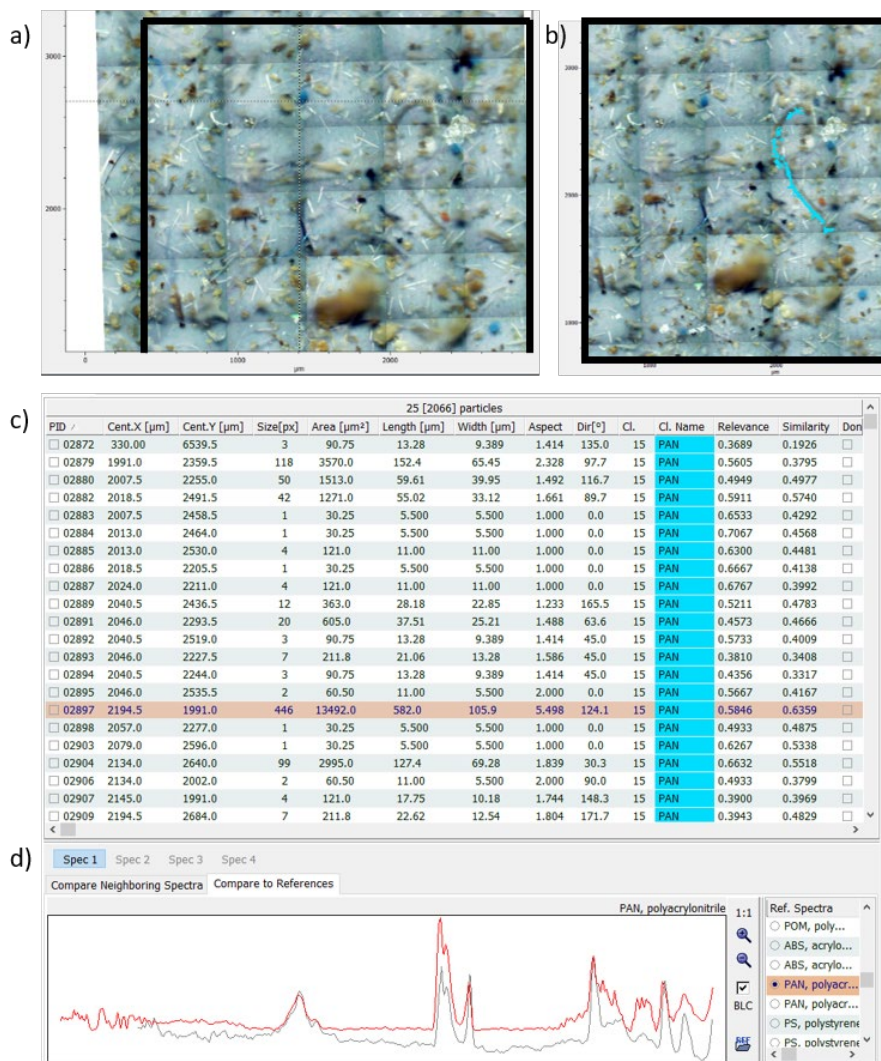 a)
b)
3000
2000
0
1000
2000
µm
3000
2000
1000
1000
2000
µm
c)
25 [2066] particles
PID Cent.X [µm] Cent.Y [µm] Size[px] Area [µm²] Length [µm] Width [µm] Aspect Dir[°] Cl. Cl. Name Relevance Similarity Don
02872 330.00 6539.5 3 90.75 13.28 9.389 1.414 135.0 15 PAN 0.3689 0.1926
02879 1991.0 2359.5 118 3570.0 152.4 65.45 2.328 97.7 15 PAN 0.5605 0.3795
02880 2007.5 2255.0 50 1513.0 59.61 39.95 1.492 116.7 15 PAN 0.4949 0.4977
02882 2018.5 2491.5 42 1271.0 55.02 33.12 1.661 89.7 15 PAN 0.5911 0.5740
02883 2007.5 2458.5 1 30.25 5.500 5.500 1.000 0.0 15 PAN 0.6533 0.4292
02884 2013.0 2464.0 1 30.25 5.500 5.500 1.000 0.0 15 PAN 0.7067 0.4568
02885 2013.0 2530.0 4 121.0 11.00 11.00 1.000 0.0 15 PAN 0.6300 0.4481
02886 2018.5 2205.5 1 30.25 5.500 5.500 1.000 0.0 15 PAN 0.6667 0.4138
02887 2024.0 2211.0 4 121.0 11.00 11.00 1.000 0.0 15 PAN 0.6767 0.3992
02889 2040.5 2436.5 12 363.0 28.18 22.85 1.233 165.5 15 PAN 0.5211 0.4783
02891 2046.0 2293.5 20 605.0 37.51 25.21 1.488 63.6 15 PAN 0.4573 0.4666
02892 2040.5 2519.0 3 90.75 13.28 9.389 1.414 45.0 15 PAN 0.5733 0.4009
02893 2046.0 2227.5 7 211.8 21.06 13.28 1.586 45.0 15 PAN 0.3810 0.3408
02894 2040.5 2244.0 3 90.75 13.28 9.389 1.414 45.0 15 PAN 0.4356 0.3317
02895 2046.0 2535.5 2 60.50 11.00 5.500 2.000 0.0 15 PAN 0.5667 0.4167
02897 2194.5 1991.0 446 13492.0 582.0 105.9 5.498 124.1 15 PAN 0.5846 0.6359
02898 2057.0 2277.0 1 30.25 5.500 5.500 1.000 0.0 15 PAN 0.4933 0.4875
02903 2079.0 2596.0 1 30.25 5.500 5.500 1.000 0.0 15 PAN 0.6267 0.5338
02904 2134.0 2640.0 99 2995.0 127.4 69.28 1.839 30.3 15 PAN 0.6632 0.5518
02906 2134.0 2002.0 2 60.50 11.00 5.500 2.000 90.0 15 PAN 0.4933 0.3799
02907 2145.0 1991.0 4 121.0 17.75 10.18 1.744 148.3 15 PAN 0.3900 0.3969
02909 2194.5 2684.0 7 211.8 22.62 12.54 1.804 171.7 15 PAN 0.3943 0.4829
d)
Spec 1 Spec 2 Spec 3 Spec 4
Compare Neighboring Spectra Compare to References
PAN, polyacrylonitrile
1:1
BLC
REF
Ref. Spectra
POM, poly...
ABS, acrylo...
ABS, acrylo...
PAN, polyacr...
PAN, polyacr...
PS, polystyrene
PS, polystyrene